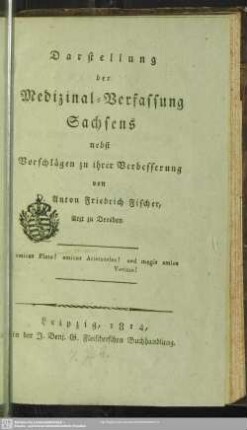 Darstellung
der
Medizinal-Verfassung
Sachsens
nebst
Vorschlägen zu ihrer Verbesserung
von
Anton Friedrich Fischer,
Arzt zu Dresden
amicus Plato! amicus Aristoteles! sed magis amica
Veritas!
Leipzig, 1814,
in der J. Benj. G. Fleischerschen Buchhandlung.